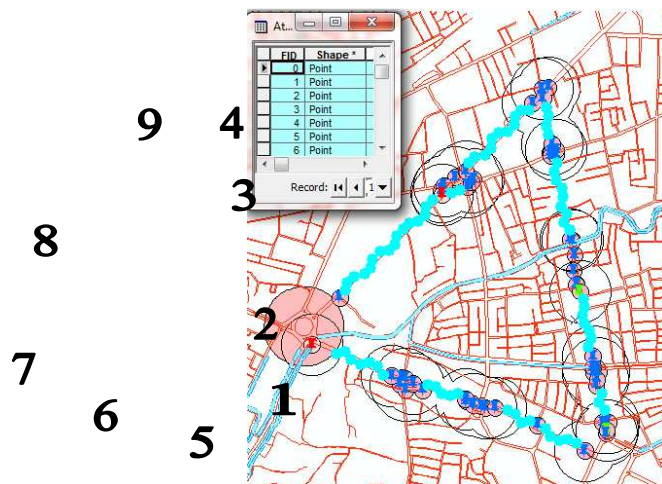 At...
FID Shape *
0 Point
1 Point
2 Point
3 Point
4 Point
5 Point
6 Point
Record: 1
9
4
3
8
2
7
1
6
5